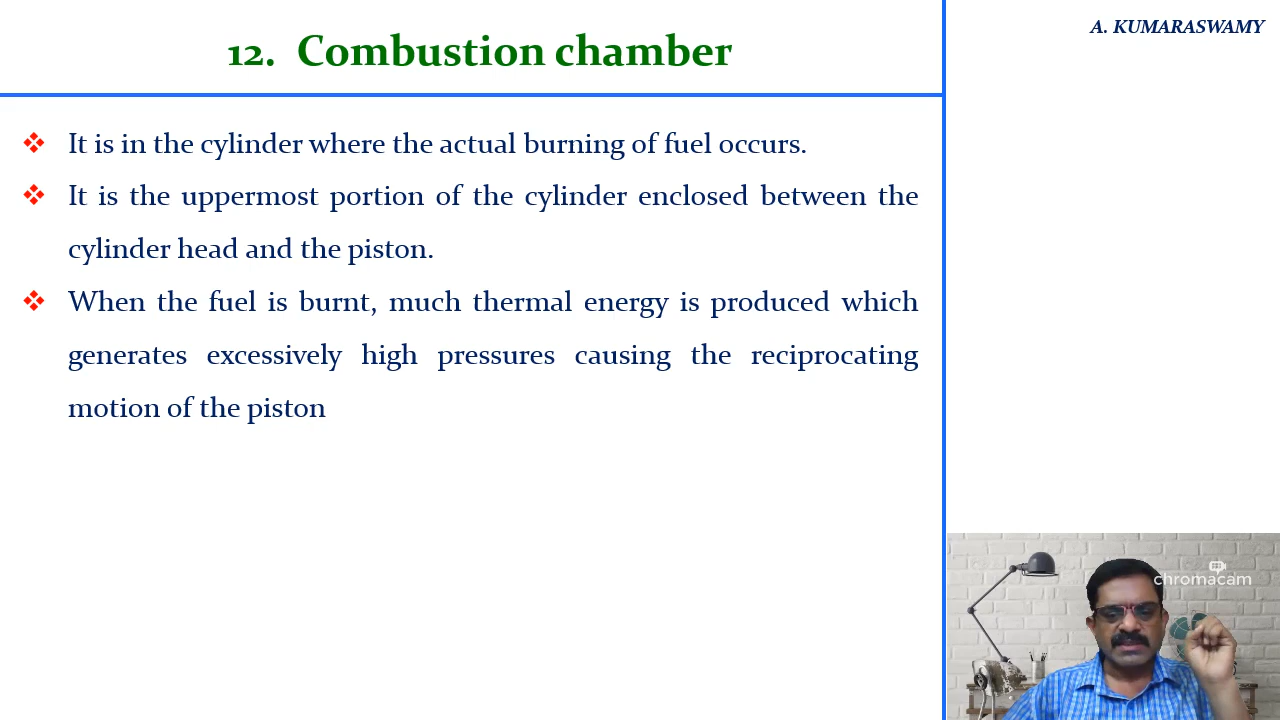 12. Combustion chamber
A. KUMARASWAMY
It is in the cylinder where the actual burning of fuel occurs.
It is the uppermost portion of the cylinder enclosed between the
cylinder head and the piston.
When the fuel is burnt, much thermal energy is produced which
generates excessively high pressures causing the reciprocating
motion of the piston
chromacam